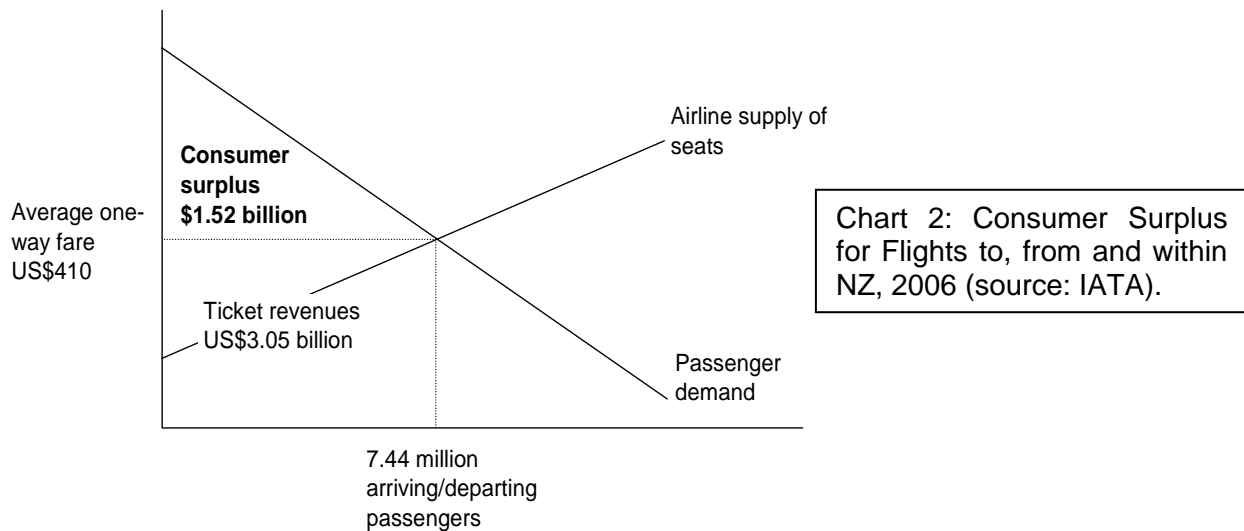 Airline supply of
seats
Consumer
surplus
$1.52 billion
Average one-
way fare
US$410
Chart 2: Consumer Surplus
for Flights to, from and within
NZ, 2006 (source: IATA).
Ticket revenues
US$3.05 billion
Passenger
demand
7.44 million
arriving/departing
passengers